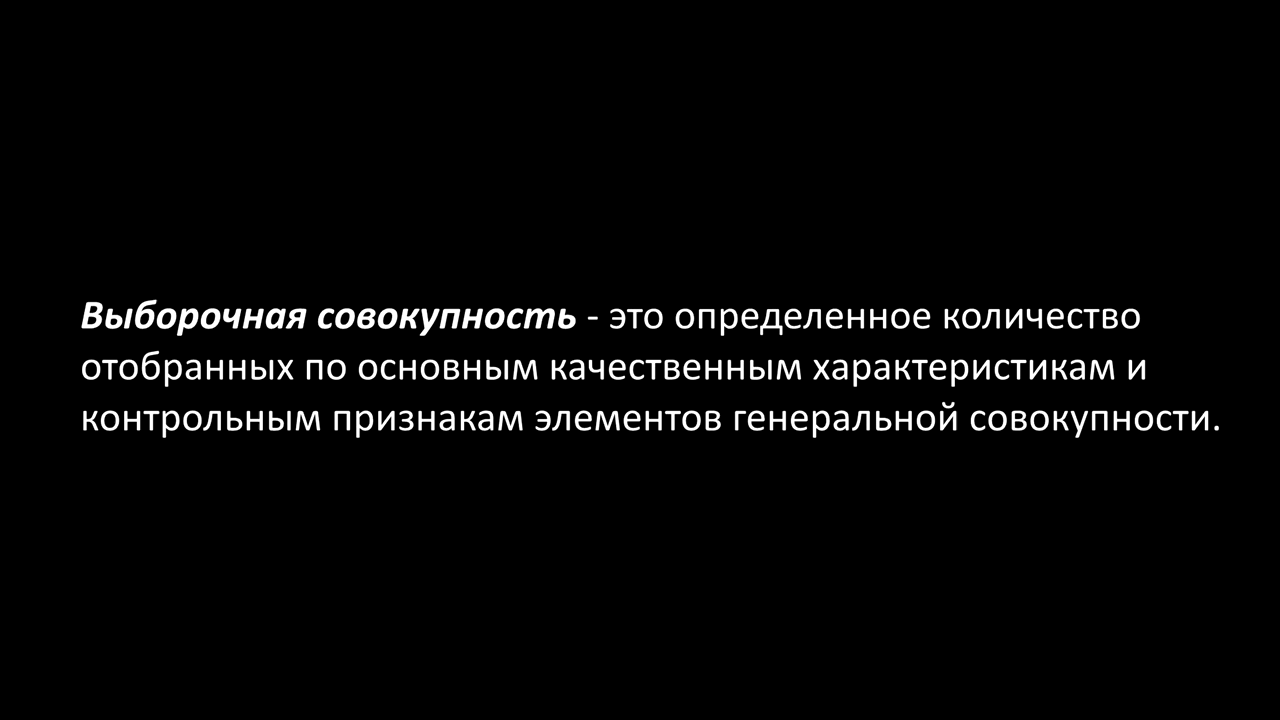 Выборочная совокупность - это определенное количество
отобранных по основным качественным характеристикам и
контрольным признакам элементов генеральной совокупности.